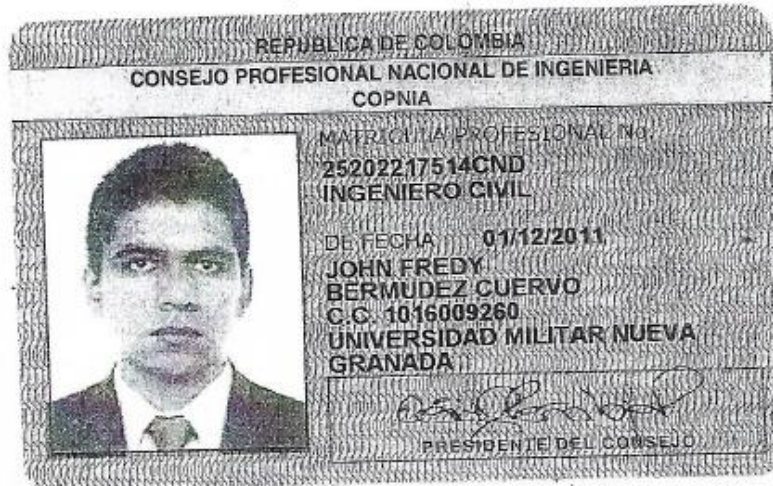 REPUBLICA DE COLOMBIA
CONSEJO PROFESIONAL NACIONAL DE INGENIERIA
COPNIA
MATRICULA PROFESIONAL No.
25202217514CND
INGENIERO CIVIL
DE FECHA 01/12/2011
JOHN FREDY
BERMUDEZ CUERVO
C.C. 1016009260
UNIVERSIDAD MILITAR NUEVA
GRANADA
PRESIDENTE DEL CONSEJO